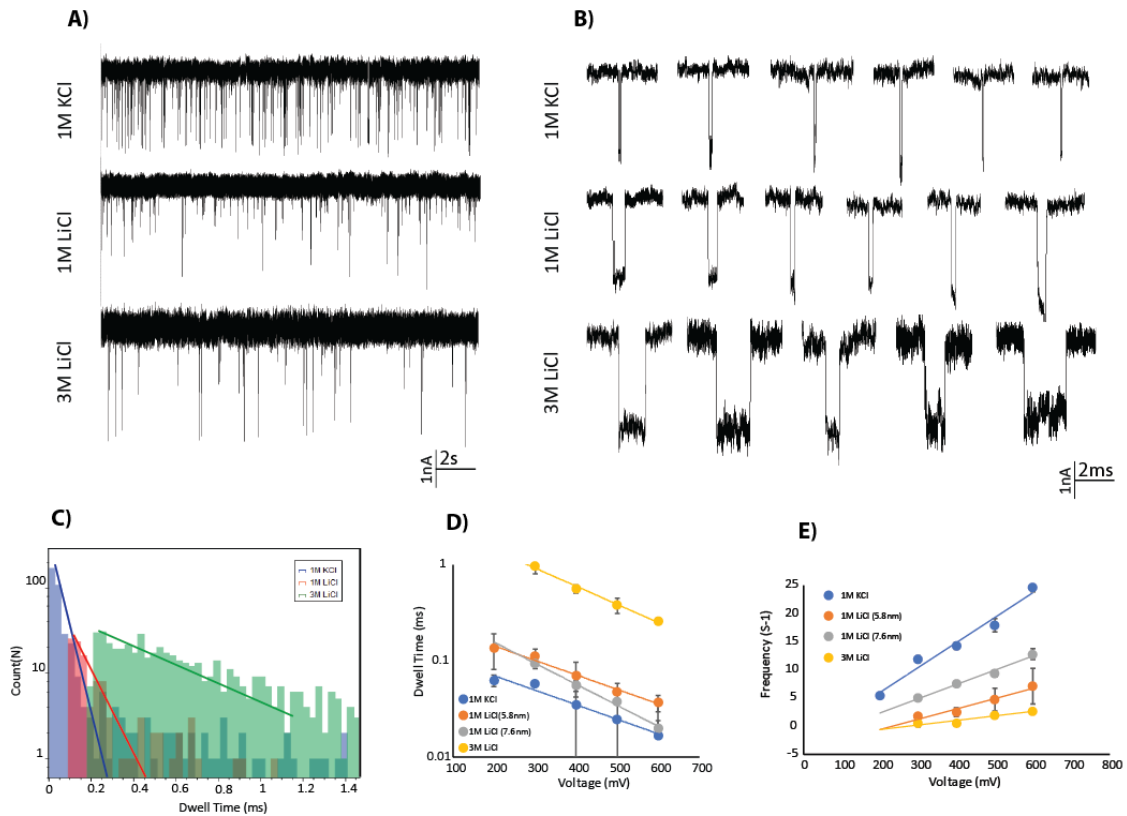 A)
1M KCl
1M LiCl
3M LiCl
1nA
2s
B)
1M KCl
1M LiCl
3M LiCl
1nA
2ms
C)
1M KCl
1M LiCl
3M LiCl
100
10
1
Count(N)
0 0.2 0.4 0.6 0.8 1 1.2 1.4
Dwell Time (ms)
D)
1
0.1
0.01
Dwell Time (ms)
1M KCl
1M LiCl(5.8nm)
1M LiCl (7.6nm)
3M LiCl
100 200 300 400 500 600 700
Voltage (mV)
E)
25
20
15
10
5
0
-5
Frequency (S-1)
1M KCl
1M LiCl (5.8nm)
1M LiCl (7.6nm)
3M LiCl
0 100 200 300 400 500 600 700 800
Voltage (mV)